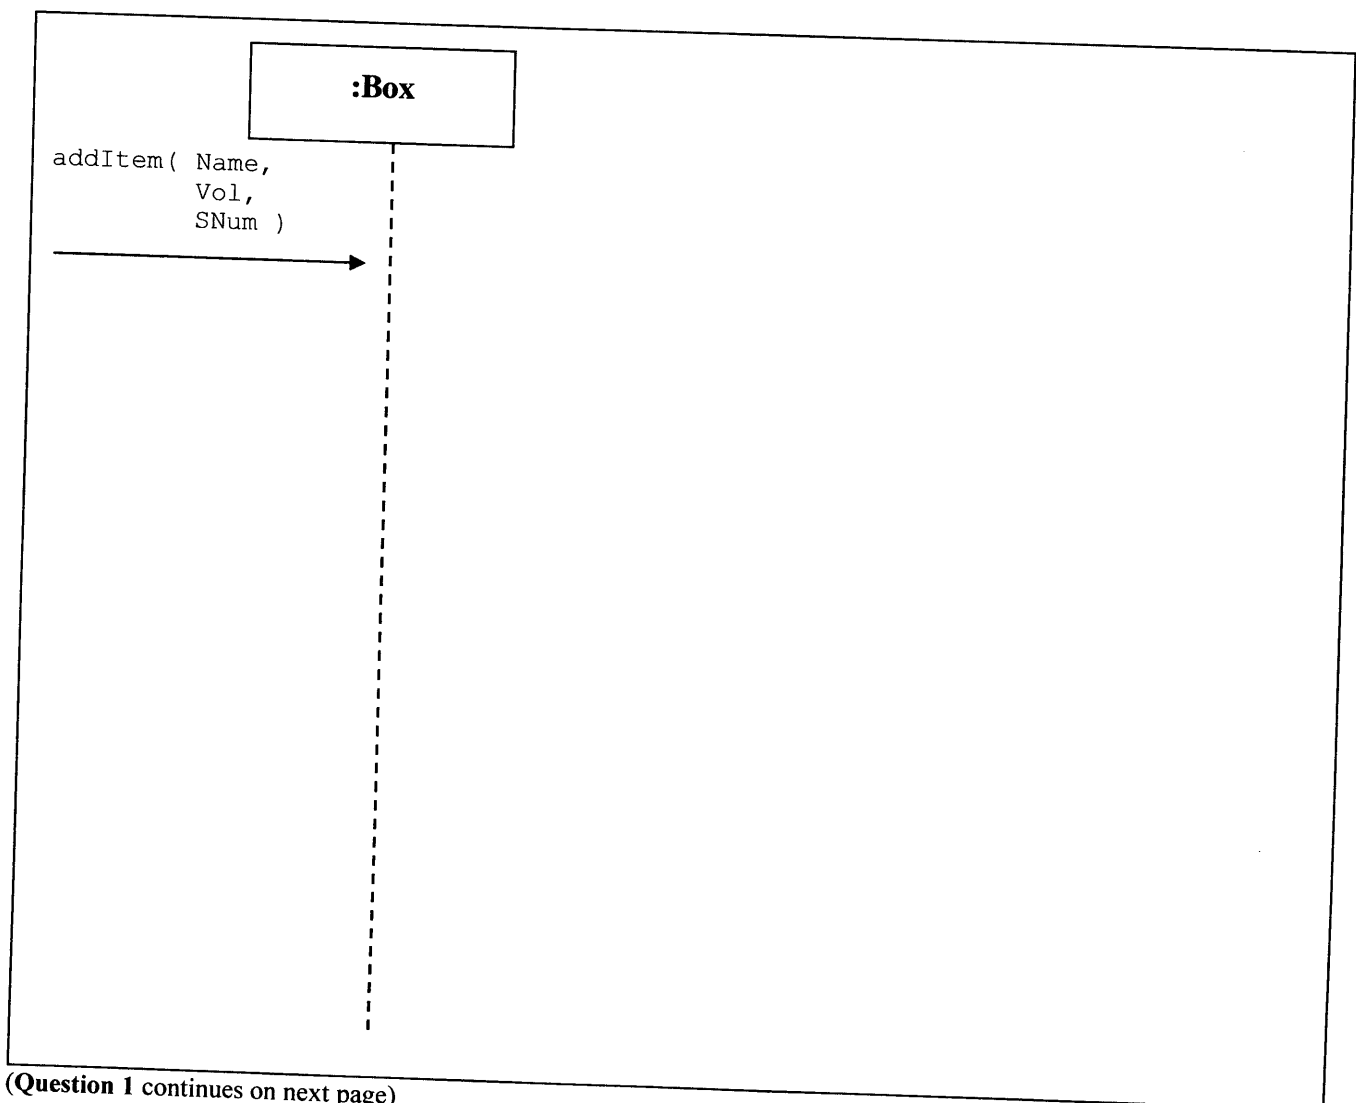 :Box
addItem( Name,
Vol,
SNum )
(Question 1 continues on next page)